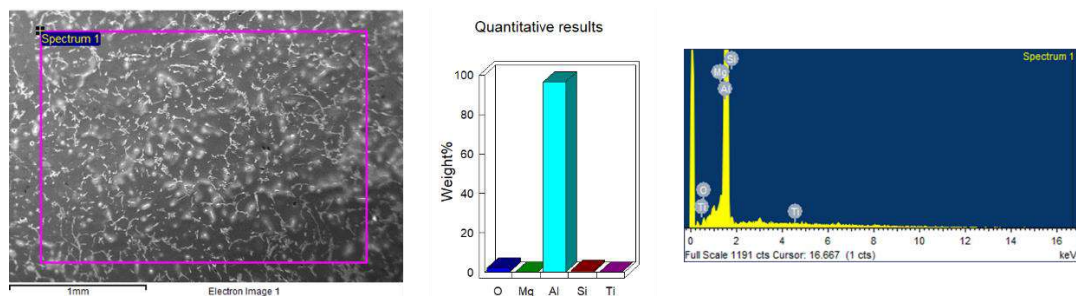 Spectrum 1
1mm
Electron Image 1
Quantitative results
Weight%
100
80
60
40
20
0
O Mg Al Si Ti
Spectrum 1
Si
Mg
Al
O
Ti
Ti
0 2 4 6 8 10 12 14 16
Full Scale 1191 cts Cursor: 16.667 (1 cts) keV